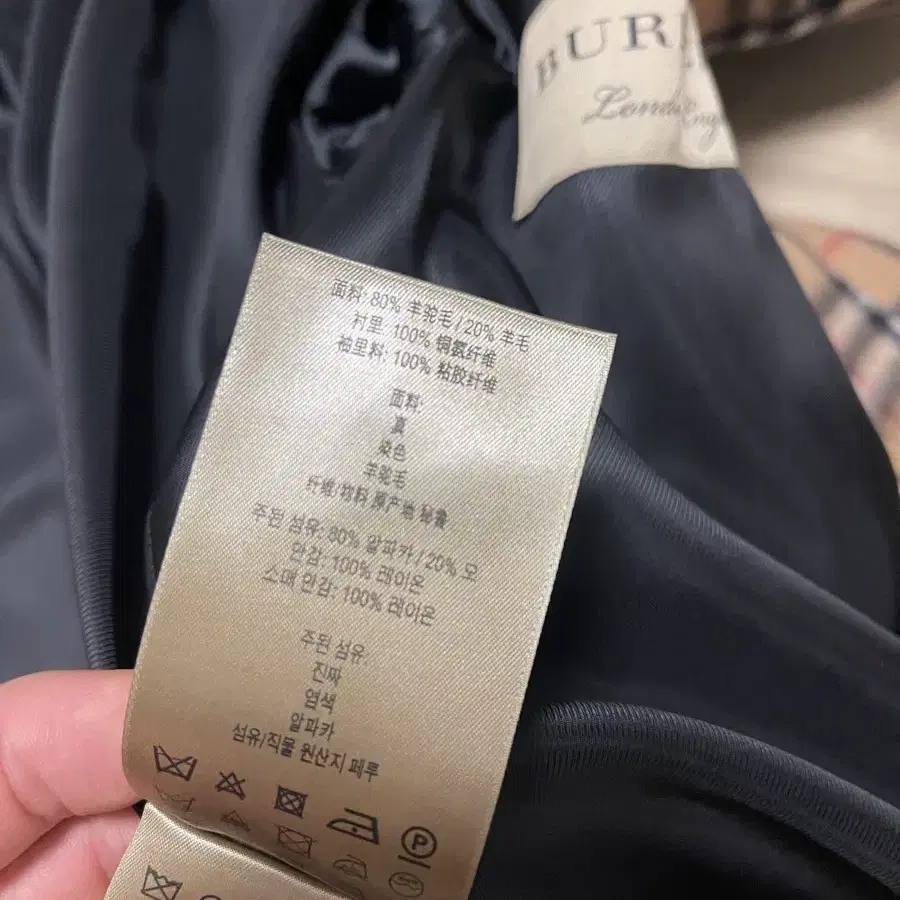 BUR
London
面料: 80% 羊驼毛 / 20% 羊毛
衬里: 100% 铜氨纤维
袖里料: 100% 粘胶纤维
面料:
真
染色
羊驼毛
纤维/材料 原产地 秘鲁
주된 섬유: 80% 알파카 / 20% 모
안감: 100% 레이온
소매 안감: 100% 레이온
주된 섬유:
진짜
염색
알파카
섬유/직물 원산지 페루
P